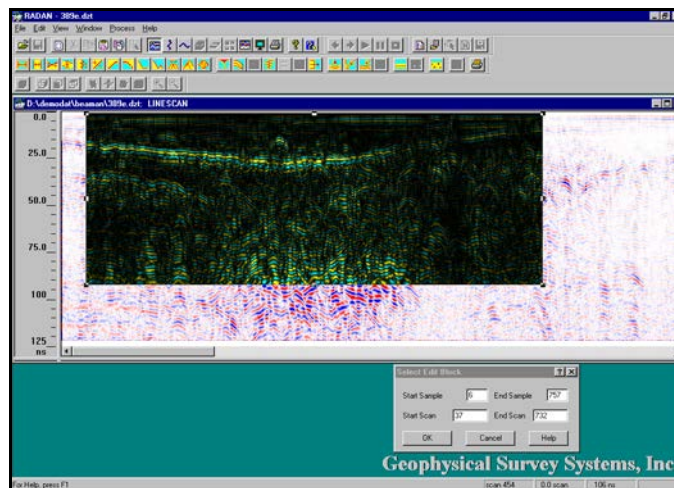 RADAN - 389e.dzt
File Edit View Window Process Help
D:\demodat\beaman\389e.dzt: LINESCAN
0.0
25.0
50.0
75.0
100
125
ns
Select Edit Block
Start Sample 6 End Sample 757
Start Scan 37 End Scan 732
OK Cancel Help
Geophysical Survey Systems, Inc
For Help, press F1 scan 454 0.0 scan 106 ns